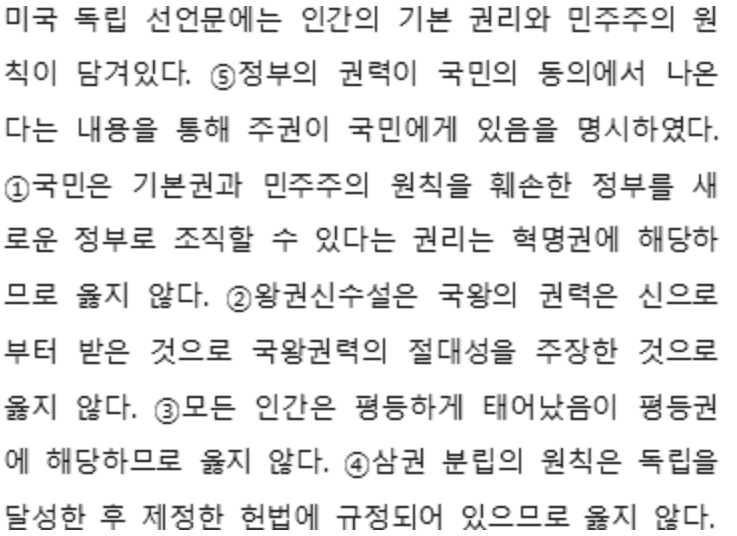 미국 독립 선언문에는 인간의 기본 권리와 민주주의 원
칙이 담겨있다. ⑤정부의 권력이 국민의 동의에서 나온
다는 내용을 통해 주권이 국민에게 있음을 명시하였다.
①국민은 기본권과 민주주의 원칙을 훼손한 정부를 새
로운 정부로 조직할 수 있다는 권리는 혁명권에 해당하
므로 옳지 않다. ②왕권신수설은 국왕의 권력은 신으로
부터 받은 것으로 국왕권력의 절대성을 주장한 것으로
옳지 않다. ③모든 인간은 평등하게 태어났음이 평등권
에 해당하므로 옳지 않다. ④삼권 분립의 원칙은 독립을
달성한 후 제정한 헌법에 규정되어 있으므로 옳지 않다.